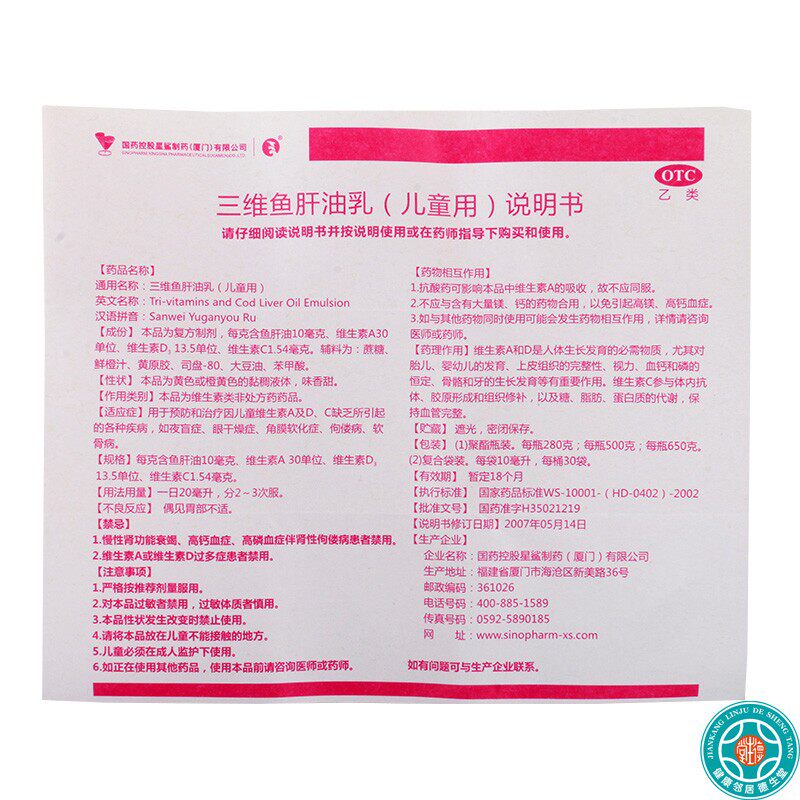 国药控股星鲨制药(厦门)有限公司
OTC
乙类
三维鱼肝油乳（儿童用）说明书
请仔细阅读说明书并按说明使用或在药师指导下购买和使用。
【药品名称】
通用名称：三维鱼肝油乳（儿童用）
英文名称：Tri-vitamins and Cod Liver Oil Emulsion
汉语拼音：Sanwei Yuganyou Ru
【成份】 本品为复方制剂，每克含鱼肝油10毫克、维生素A30
单位、维生素D₃ 13.5单位、维生素C1.54毫克。辅料为：蔗糖、
鲜橙汁、黄原胶、司盘-80、大豆油、苯甲酸。
【性状】 本品为黄色或橙黄色的黏稠液体，味香甜。
【作用类别】本品为维生素类非处方药药品。
【适应症】用于预防和治疗因儿童维生素A及D、C缺乏所引起
的各种疾病，如夜盲症、眼干燥症、角膜软化症、佝偻病、软
骨病。
【规格】每克含鱼肝油10毫克、维生素A 30单位、维生素D₃
13.5单位、维生素C1.54毫克。
【用法用量】一日20毫升，分2～3次服。
【不良反应】 偶见胃部不适。
【禁忌】
1.慢性肾功能衰竭、高钙血症、高磷血症伴肾性佝偻病患者禁用。
2.维生素A或维生素D过多症患者禁用。
【注意事项】
1.严格按推荐剂量服用。
2.对本品过敏者禁用，过敏体质者慎用。
3.本品性状发生改变时禁止使用。
4.请将本品放在儿童不能接触的地方。
5.儿童必须在成人监护下使用。
6.如正在使用其他药品，使用本品前请咨询医师或药师。
【药物相互作用】
1.抗酸药可影响本品中维生素A的吸收，故不应同服。
2.不应与含有大量镁、钙的药物合用，以免引起高镁、高钙血症。
3.如与其他药物同时使用可能会发生药物相互作用，详情请咨询
医师或药师。
【药理作用】维生素A和D是人体生长发育的必需物质，尤其对
胎儿、婴幼儿的发育、上皮组织的完整性、视力、血钙和磷的
恒定、骨骼和牙的生长发育等有重要作用。维生素C参与体内抗
体、胶原形成和组织修补，以及糖、脂肪、蛋白质的代谢，保
持血管完整。
【贮藏】 遮光，密闭保存。
【包装】(1)聚酯瓶装。每瓶280克；每瓶500克；每瓶650克。
(2)复合袋装。每袋10毫升，每桶30袋。
【有效期】 暂定18个月
【执行标准】 国家药品标准WS-10001-（HD-0402）-2002
【批准文号】 国药准字H35021219
【说明书修订日期】2007年05月14日
【生产企业】
企业名称：国药控股星鲨制药（厦门）有限公司
生产地址：福建省厦门市海沧区新美路36号
邮政编码：361026
电话号码：400-885-1589
传真号码：0592-5890185
网 址：www.sinopharm-xs.com
如有问题可与生产企业联系。
JIANKANG LINJU DE SHENG TANG
健康邻居德生堂